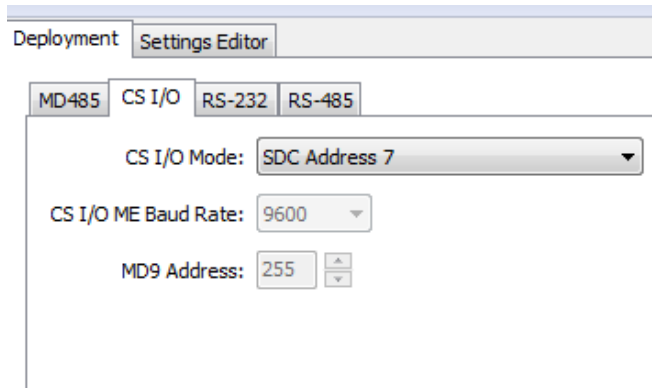 Deployment Settings Editor
MD485 CS I/O RS-232 RS-485
CS I/O Mode: SDC Address 7
CS I/O ME Baud Rate: 9600
MD9 Address: 255